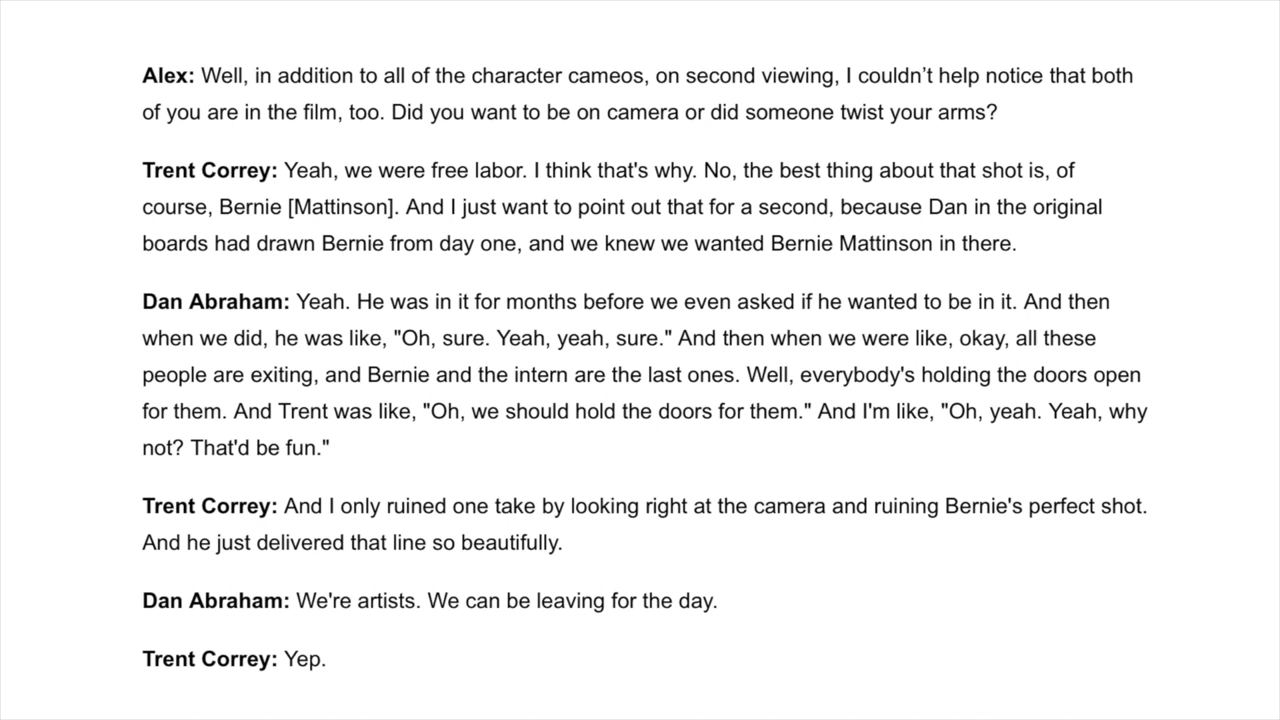 Alex: Well, in addition to all of the character cameos, on second viewing, I couldn’t help notice that both
of you are in the film, too. Did you want to be on camera or did someone twist your arms?
Trent Correy: Yeah, we were free labor. I think that's why. No, the best thing about that shot is, of
course, Bernie [Mattinson]. And I just want to point out that for a second, because Dan in the original
boards had drawn Bernie from day one, and we knew we wanted Bernie Mattinson in there.
Dan Abraham: Yeah. He was in it for months before we even asked if he wanted to be in it. And then
when we did, he was like, "Oh, sure. Yeah, yeah, sure." And then when we were like, okay, all these
people are exiting, and Bernie and the intern are the last ones. Well, everybody's holding the doors open
for them. And Trent was like, "Oh, we should hold the doors for them." And I'm like, "Oh, yeah. Yeah, why
not? That'd be fun."
Trent Correy: And I only ruined one take by looking right at the camera and ruining Bernie's perfect shot.
And he just delivered that line so beautifully.
Dan Abraham: We're artists. We can be leaving for the day.
Trent Correy: Yep.